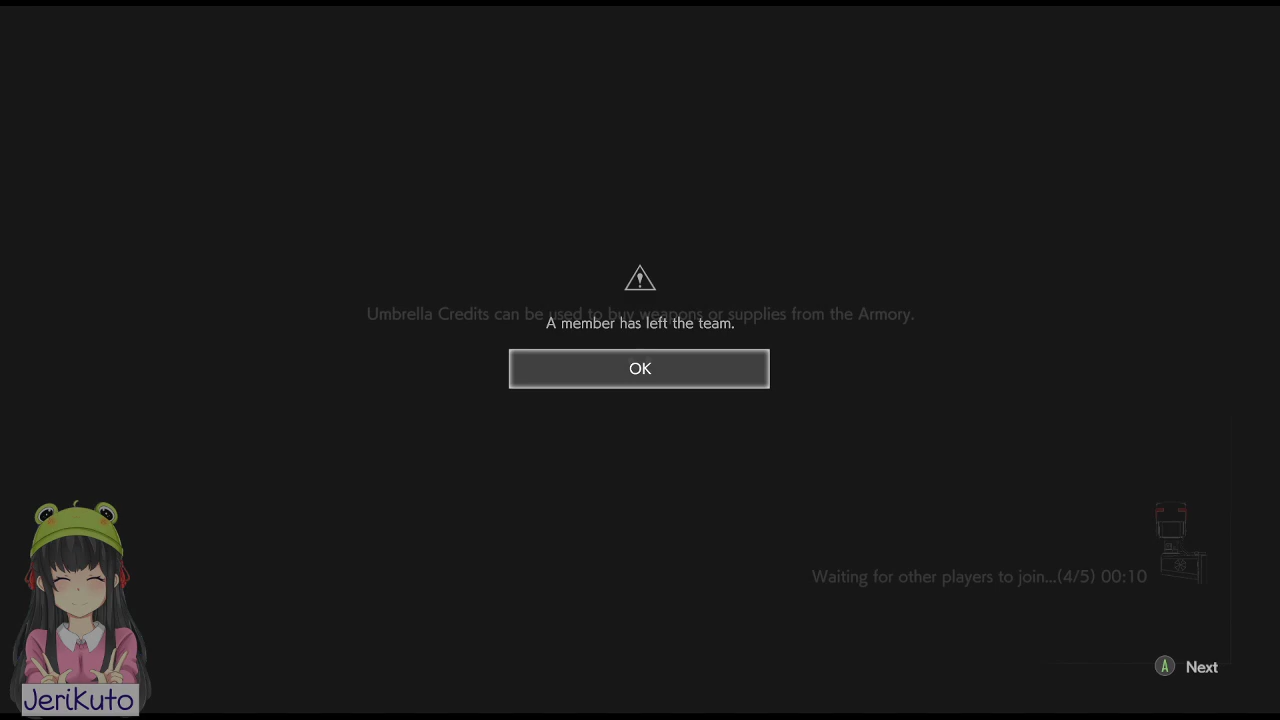 Umbrella Credits can be used to buy weapons or supplies from the Armory.
A member has left the team.
OK
Waiting for other players to join...(4/5) 00:10
A Next
JeriKuto